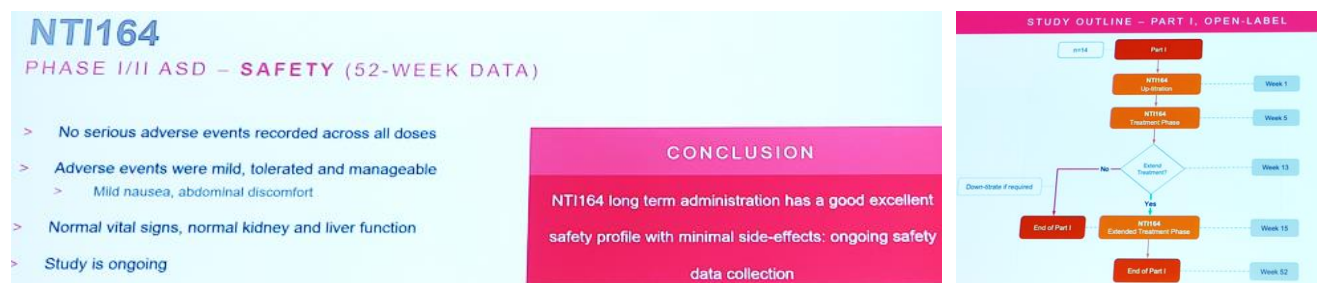 NTI164
PHASE I/II ASD – SAFETY (52-WEEK DATA)
> No serious adverse events recorded across all doses
> Adverse events were mild, tolerated and manageable
> Mild nausea, abdominal discomfort
> Normal vital signs, normal kidney and liver function
> Study is ongoing
CONCLUSION
NTI164 long term administration has a good excellent
safety profile with minimal side-effects: ongoing safety
data collection
STUDY OUTLINE – PART I, OPEN-LABEL
n=14
Part I
NTI164
Up-titration
Week 1
NTI164
Treatment Phase
Week 5
Extend
Treatment?
Week 13
No
Down-titrate if required
Yes
End of Part I
NTI164
Extended Treatment Phase
Week 15
End of Part I
Week 52